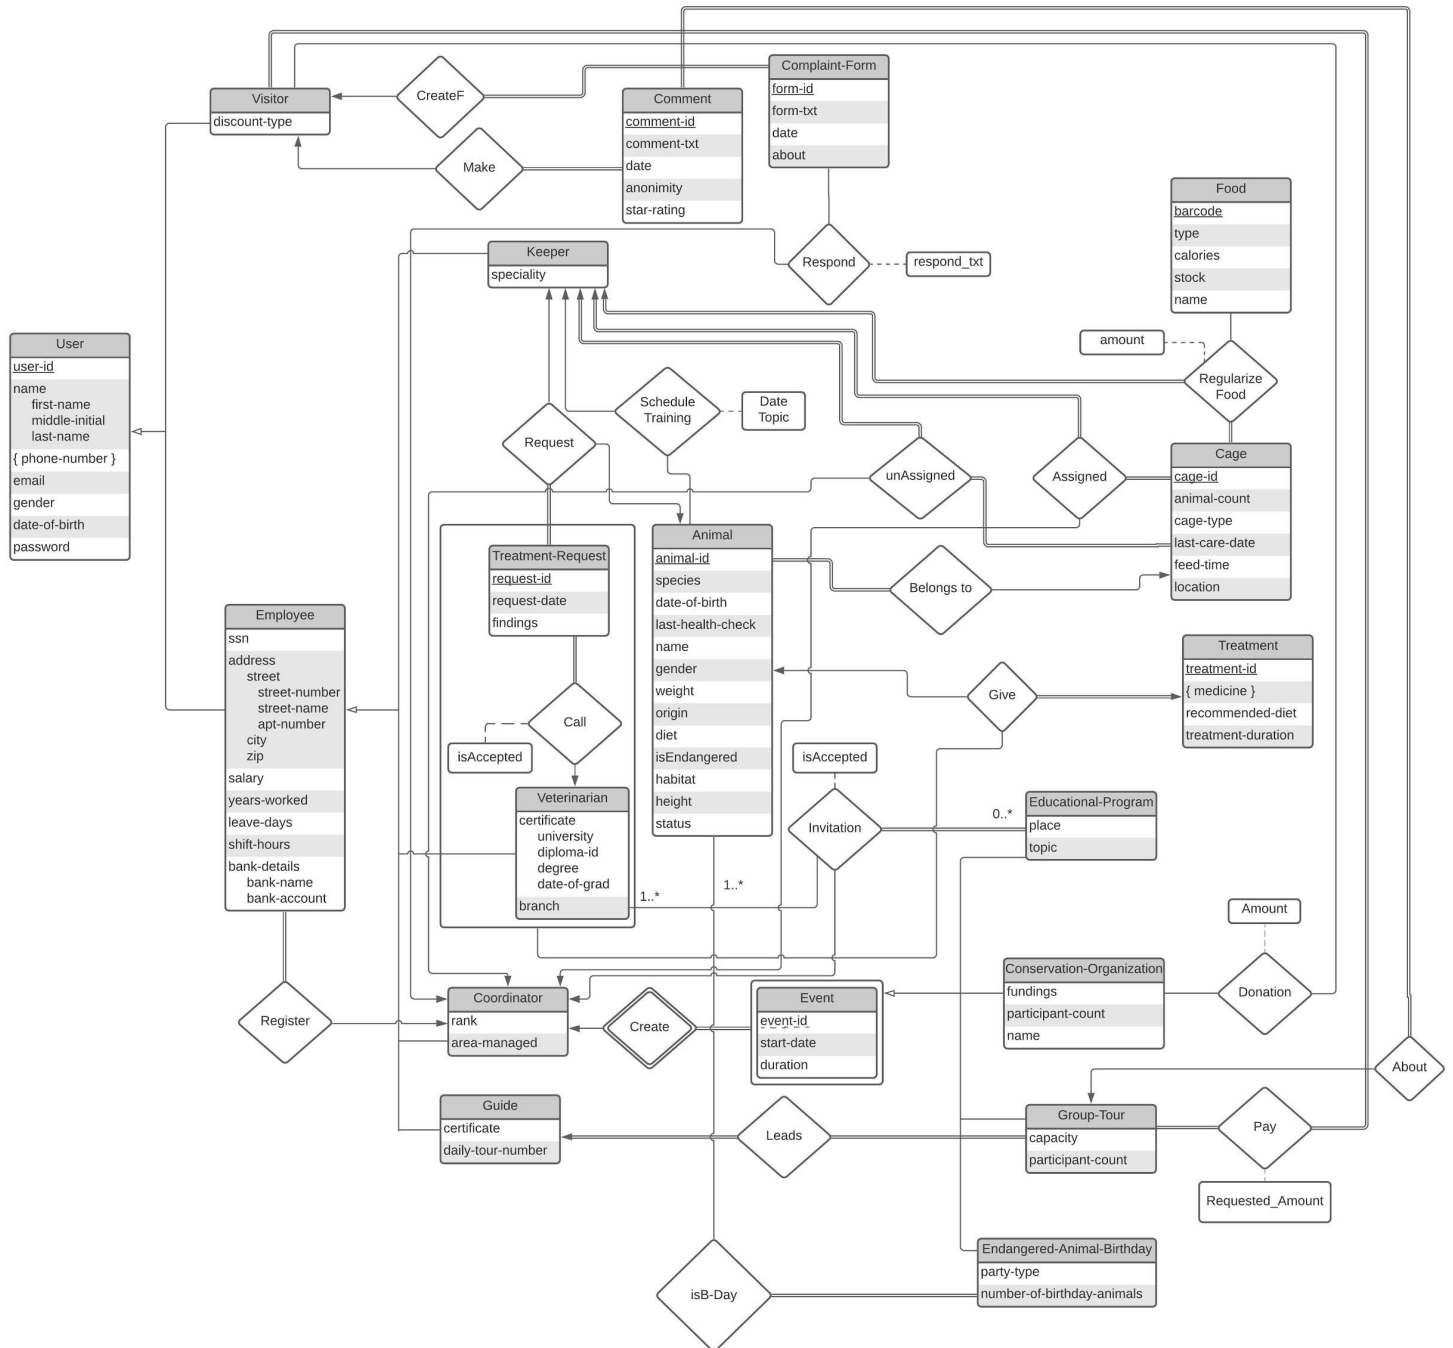 Visitor
discount-type
CreateF
Make
Comment
comment-id
comment-txt
date
anonimity
star-rating
Complaint-Form
form-id
form-txt
date
about
Respond
respond_txt
Food
barcode
type
calories
stock
name
Keeper
speciality
User
user-id
name
first-name
middle-initial
last-name
{ phone-number }
email
gender
date-of-birth
password
amount
Regularize
Food
Schedule
Training
Date
Topic
Request
unAssigned
Assigned
Cage
cage-id
animal-count
cage-type
last-care-date
feed-time
location
Treatment-Request
request-id
request-date
findings
Animal
animal-id
species
date-of-birth
last-health-check
name
gender
weight
origin
diet
isEndangered
habitat
height
status
Belongs to
Employee
ssn
address
street
street-number
street-name
apt-number
city
zip
salary
years-worked
leave-days
shift-hours
bank-details
bank-name
bank-account
Treatment
treatment-id
{ medicine }
recommended-diet
treatment-duration
Give
Call
isAccepted
isAccepted
Veterinarian
certificate
university
diploma-id
degree
date-of-grad
branch
1..*
1..*
Invitation
0..*
Educational-Program
place
topic
Amount
Conservation-Organization
fundings
participant-count
name
Donation
Register
Coordinator
rank
area-managed
Create
Event
event-id
start-date
duration
About
Guide
certificate
daily-tour-number
Leads
Group-Tour
capacity
participant-count
Pay
Requested_Amount
Endangered-Animal-Birthday
party-type
number-of-birthday-animals
isB-Day